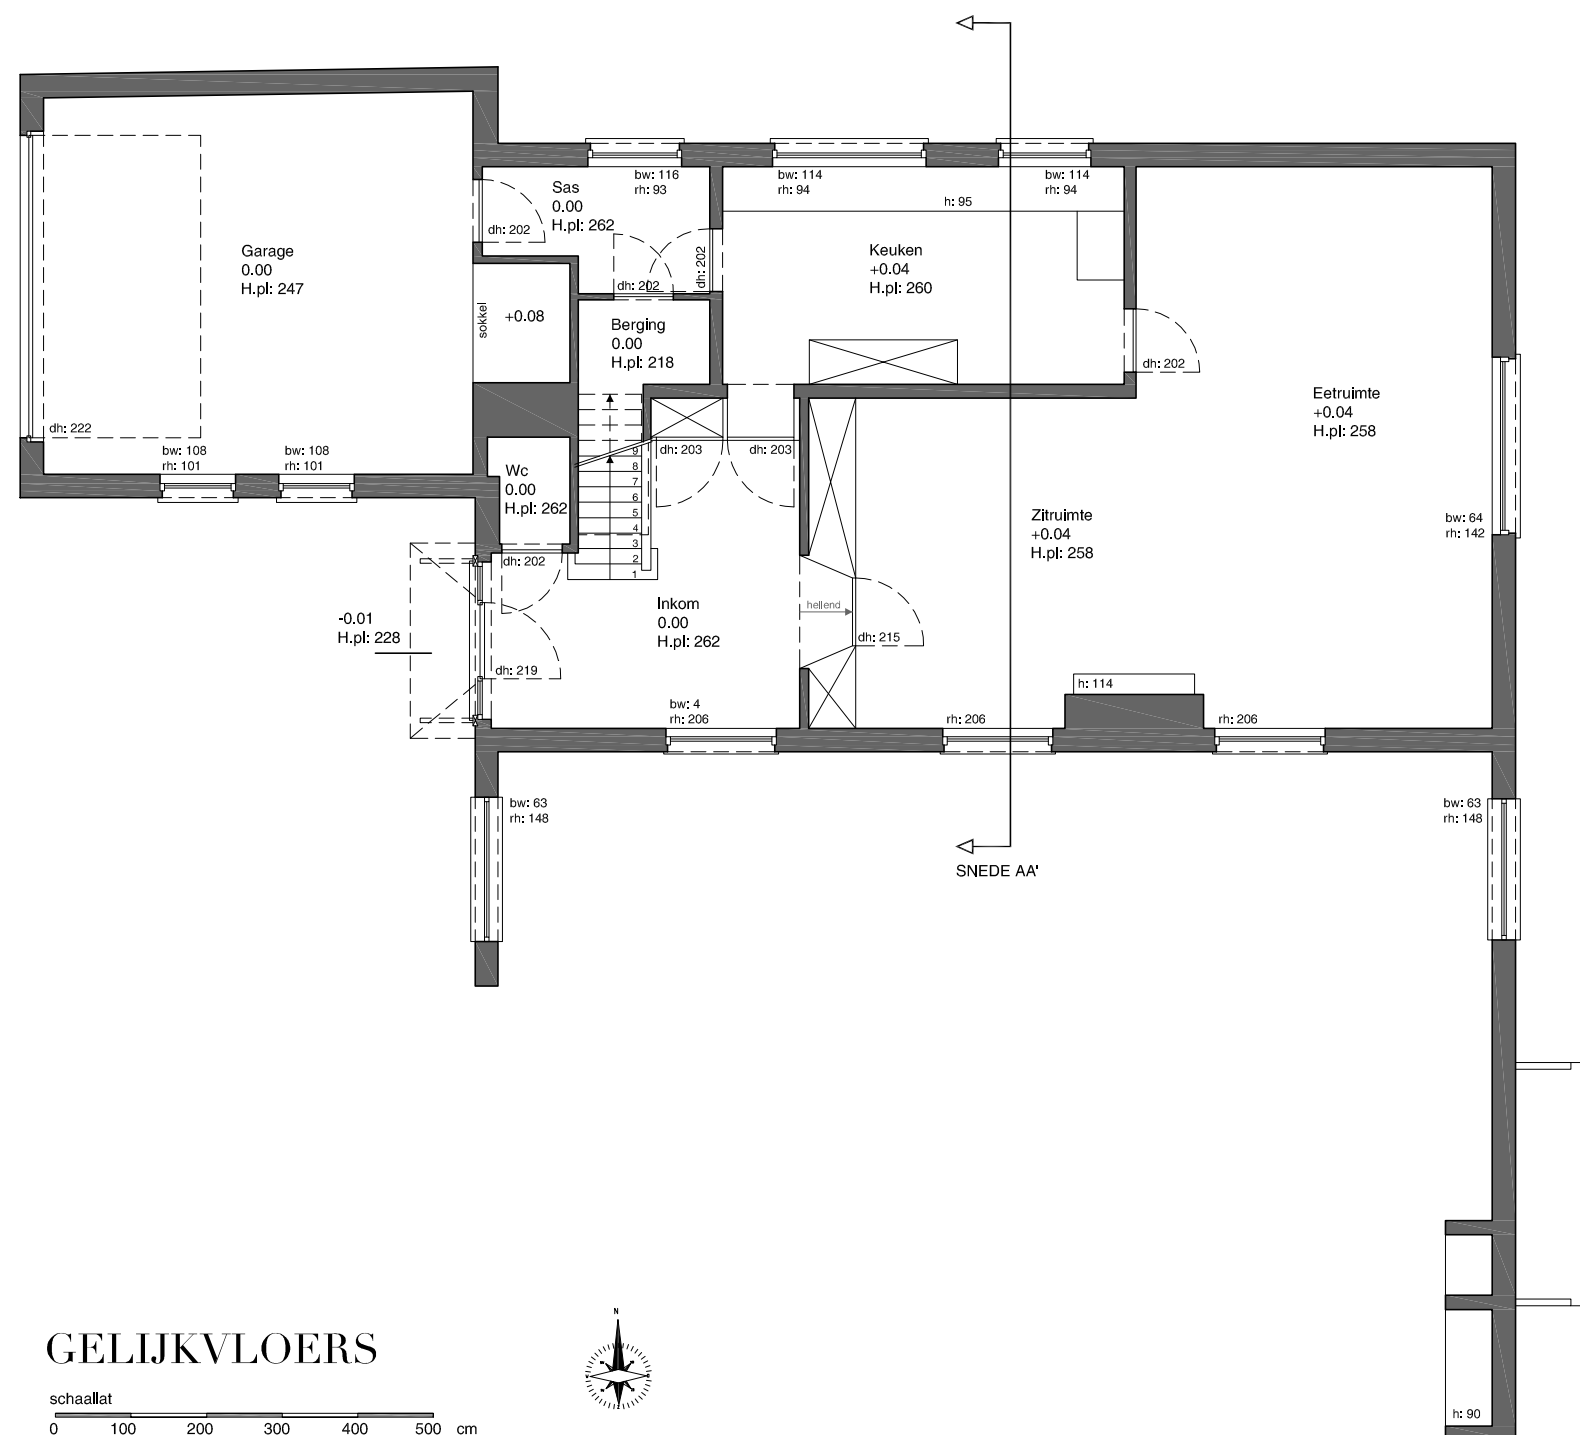 Garage
0.00
H.pl: 247
dh: 222
bw: 108
rh: 101
bw: 108
rh: 101
Sas
0.00
H.pl: 262
dh: 202
bw: 116
rh: 93
dh: 202
dh: 202
bw: 114
rh: 94
bw: 114
rh: 94
h: 95
Keuken
+0.04
H.pl: 260
sokkel
+0.08
Berging
0.00
H.pl: 218
dh: 202
Eetruimte
+0.04
H.pl: 258
Wc
0.00
H.pl: 262
dh: 202
dh: 203
dh: 203
9
8
7
6
5
4
3
2
1
Zitruimte
+0.04
H.pl: 258
bw: 64
rh: 142
Inkom
0.00
H.pl: 262
hellend
dh: 215
-0.01
H.pl: 228
dh: 219
bw: 4
rh: 206
rh: 206
h: 114
rh: 206
bw: 63
rh: 148
bw: 63
rh: 148
SNEDE AA'
GELIJKVLOERS
schaallat
0 100 200 300 400 500 cm
N
h: 90